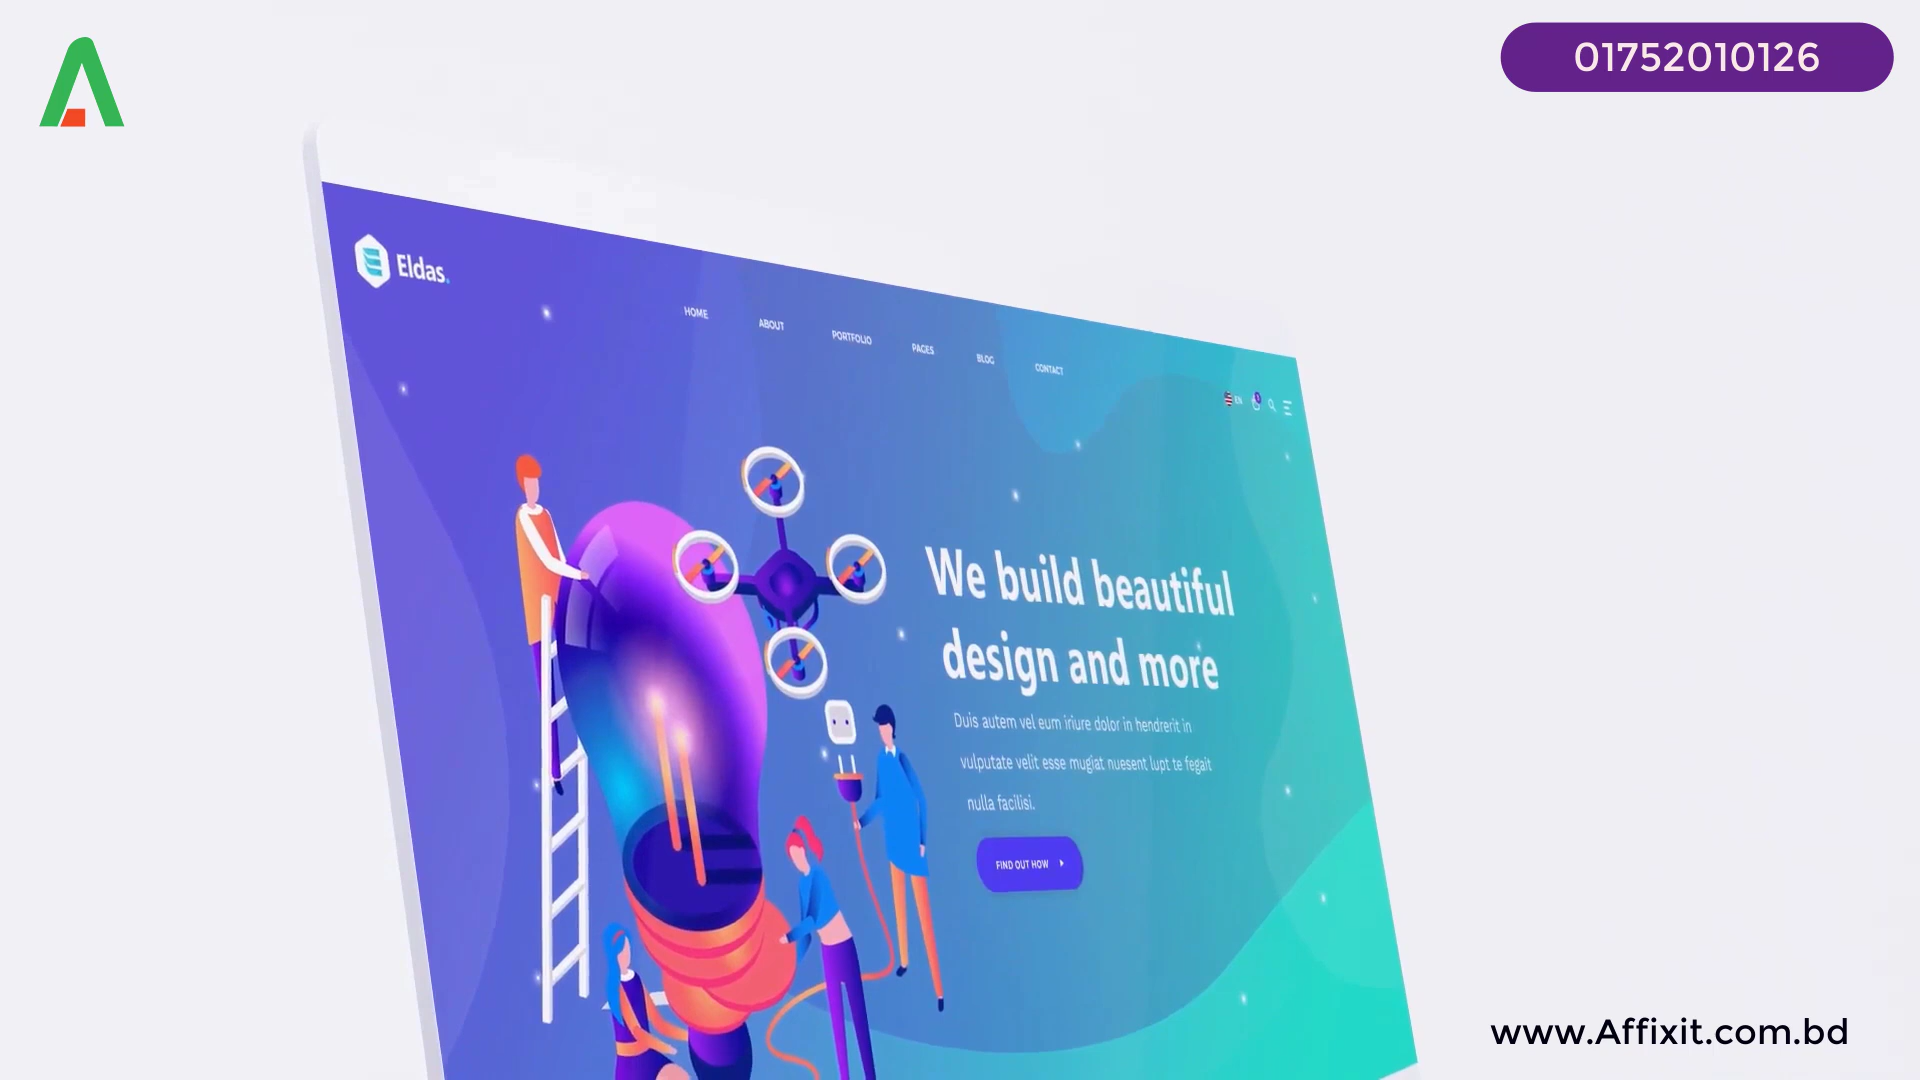 01752010126
Eldas.
HOME ABOUT PORTFOLIO PAGES BLOG CONTACT
EN
We build beautiful
design and more
Duis autem vel eum iriure dolor in hendrerit in
vulputate velit esse mugiat nuesent lupt te fegait
nulla facilisi.
FIND OUT HOW
www.Affixit.com.bd